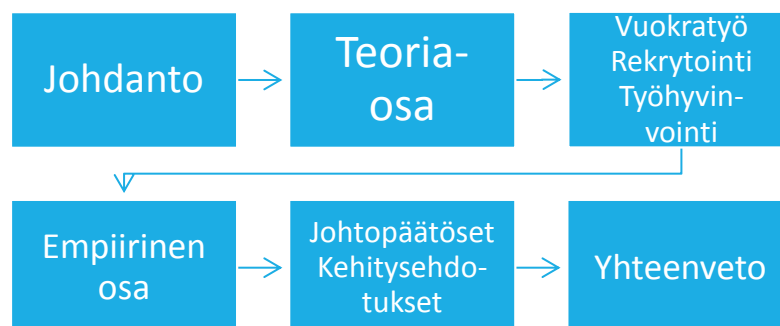 Johdanto
Teoria-
osa
Vuokratyö
Rekrytointi
Työhyvin-
vointi
Empiirinen
osa
Johtopäätöset
Kehitysehdo-
tukset
Yhteenveto